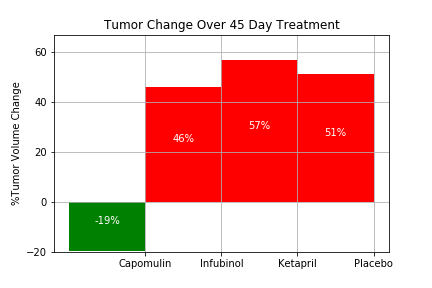 Tumor Change Over 45 Day Treatment
%Tumor Volume Change
60
40
20
0
−20
46%
57%
51%
-19%
Capomulin
Infubinol
Ketapril
Placebo